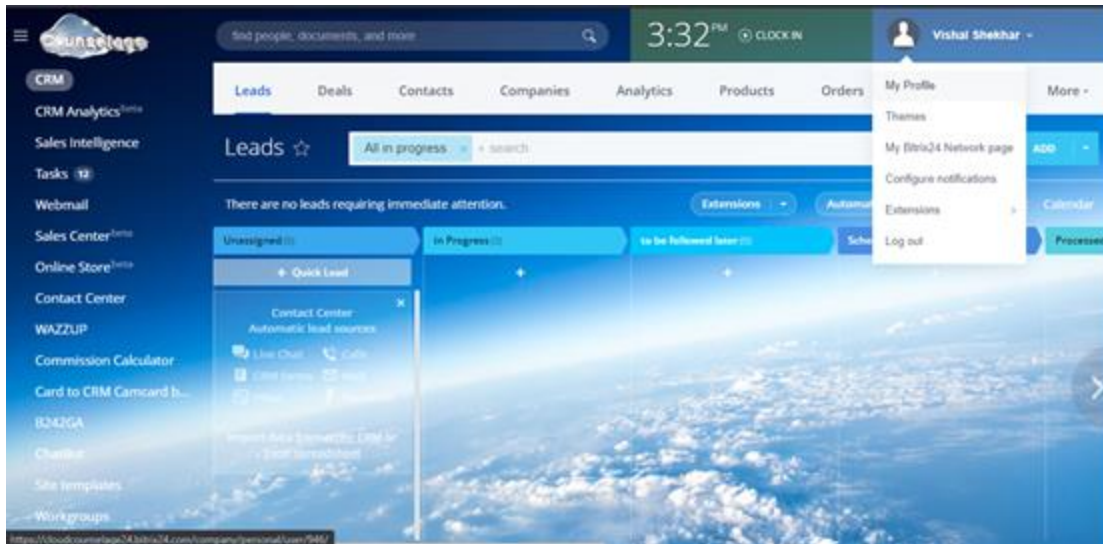 Counselage
find people, documents, and more
3:32 PM CLOCK IN
Vishal Shekhar
CRM
CRM Analytics beta
Sales Intelligence
Tasks 12
Webmail
Sales Center beta
Online Store beta
Contact Center
WAZZUP
Commission Calculator
Card to CRM Camcard b...
B242GA
Site templates
Workgroups
Leads Deals Contacts Companies Analytics Products Orders More
My Profile
Themes
My Bitrix24 Network page
Configure notifications
Extensions
Log out
Leads All in progress + search ADD
There are no leads requiring immediate attention. Extensions Calendar
Unassigned In Progress to be followed later Processed
+ Quick Lead + +
Contact Center
Automatic lead sources
Live Chat Calls
https://cloudcounselage24.bitrix24.com/company/personal/user/946/